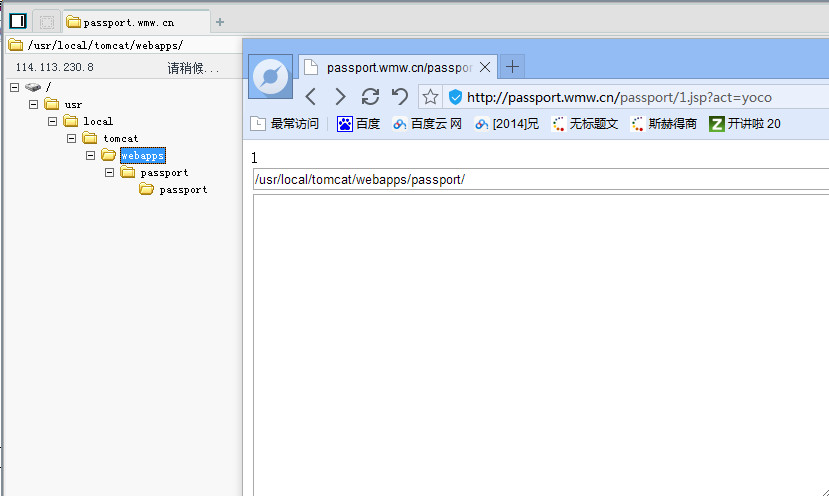 passport.wmw.cn
/usr/local/tomcat/webapps/
114.113.230.8 请稍候...
/
usr
local
tomcat
webapps
passport
passport
passport.wmw.cn/passpor
http://passport.wmw.cn/passport/1.jsp?act=yoco
最常访问 百度 百度云 网 [2014]兄 无标题文 斯赫得商 Z 开讲啦 20
1
/usr/local/tomcat/webapps/passport/